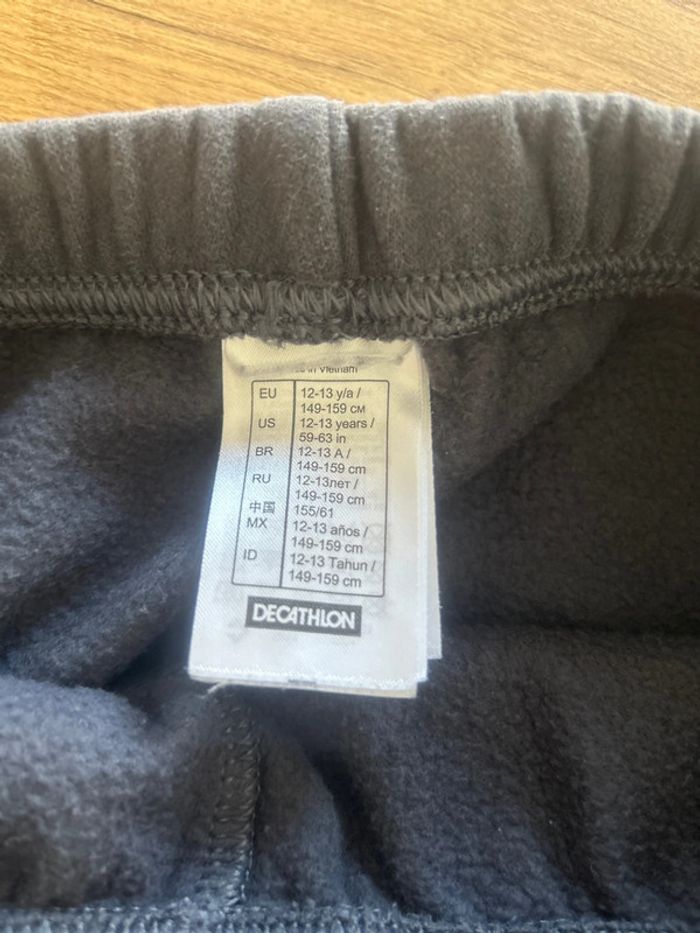 in Vietnam
EU 12-13 y/a /
149-159 см
US 12-13 years /
59-63 in
BR 12-13 A /
149-159 cm
RU 12-13лет /
149-159 cm
中国 155/61
MX 12-13 años /
149-159 cm
ID 12-13 Tahun /
149-159 cm
DECATHLON